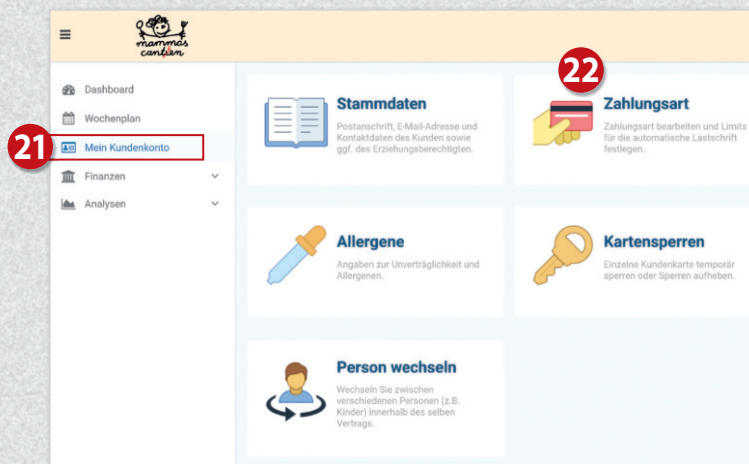 mammas
cantien
Dashboard
Wochenplan
21
Mein Kundenkonto
Finanzen
Analysen
Stammdaten
Postanschrift, E-Mail-Adresse und
Kontaktdaten des Kunden sowie
ggf. des Erziehungsberechtigten.
22
Zahlungsart
Zahlungsart bearbeiten und Limits
für die automatische Lastschrift
festlegen.
Allergene
Angaben zur Unverträglichkeit und
Allergenen.
Kartensperren
Einzelne Kundenkarte temporär
sperren oder Sperren aufheben.
Person wechseln
Wechseln Sie zwischen
verschiedenen Personen (z.B.
Kinder) innerhalb des selben
Vertrags.